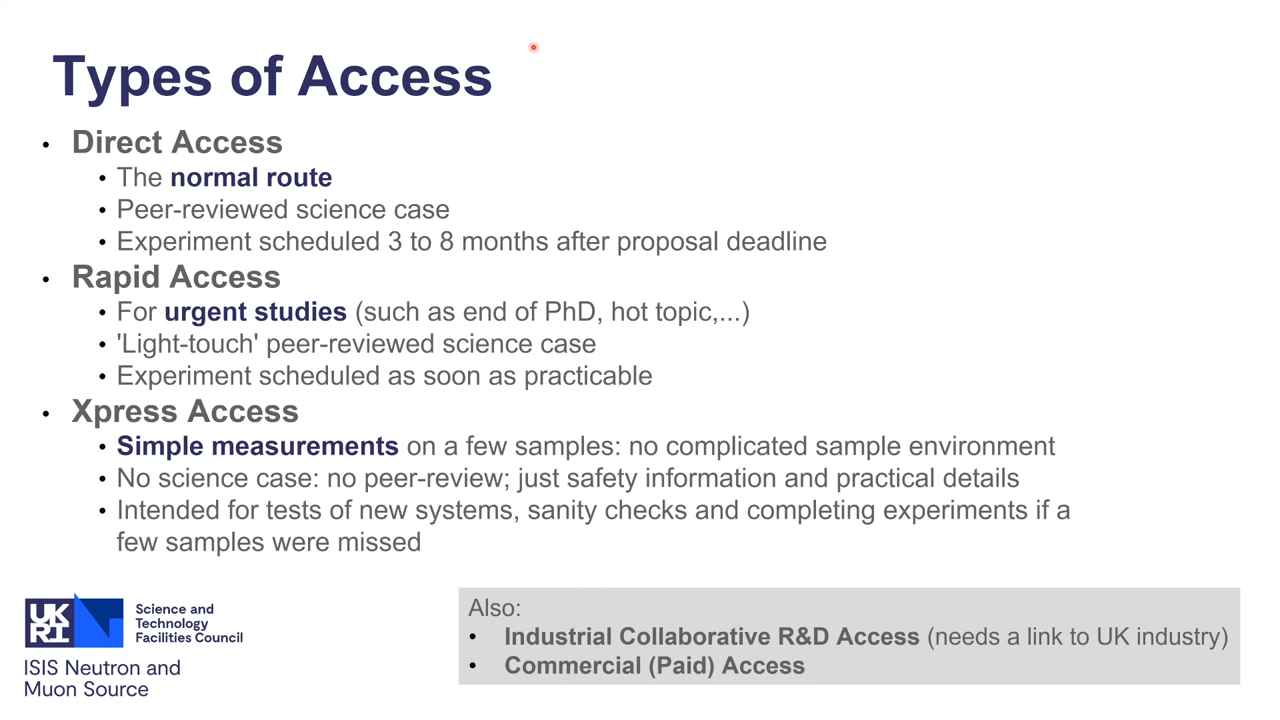 Types of Access
• Direct Access
• The normal route
• Peer-reviewed science case
• Experiment scheduled 3 to 8 months after proposal deadline
• Rapid Access
• For urgent studies (such as end of PhD, hot topic,...)
• 'Light-touch' peer-reviewed science case
• Experiment scheduled as soon as practicable
• Xpress Access
• Simple measurements on a few samples: no complicated sample environment
• No science case: no peer-review; just safety information and practical details
• Intended for tests of new systems, sanity checks and completing experiments if a
few samples were missed
UK
RI
Science and
Technology
Facilities Council
ISIS Neutron and
Muon Source
Also:
• Industrial Collaborative R&D Access (needs a link to UK industry)
• Commercial (Paid) Access